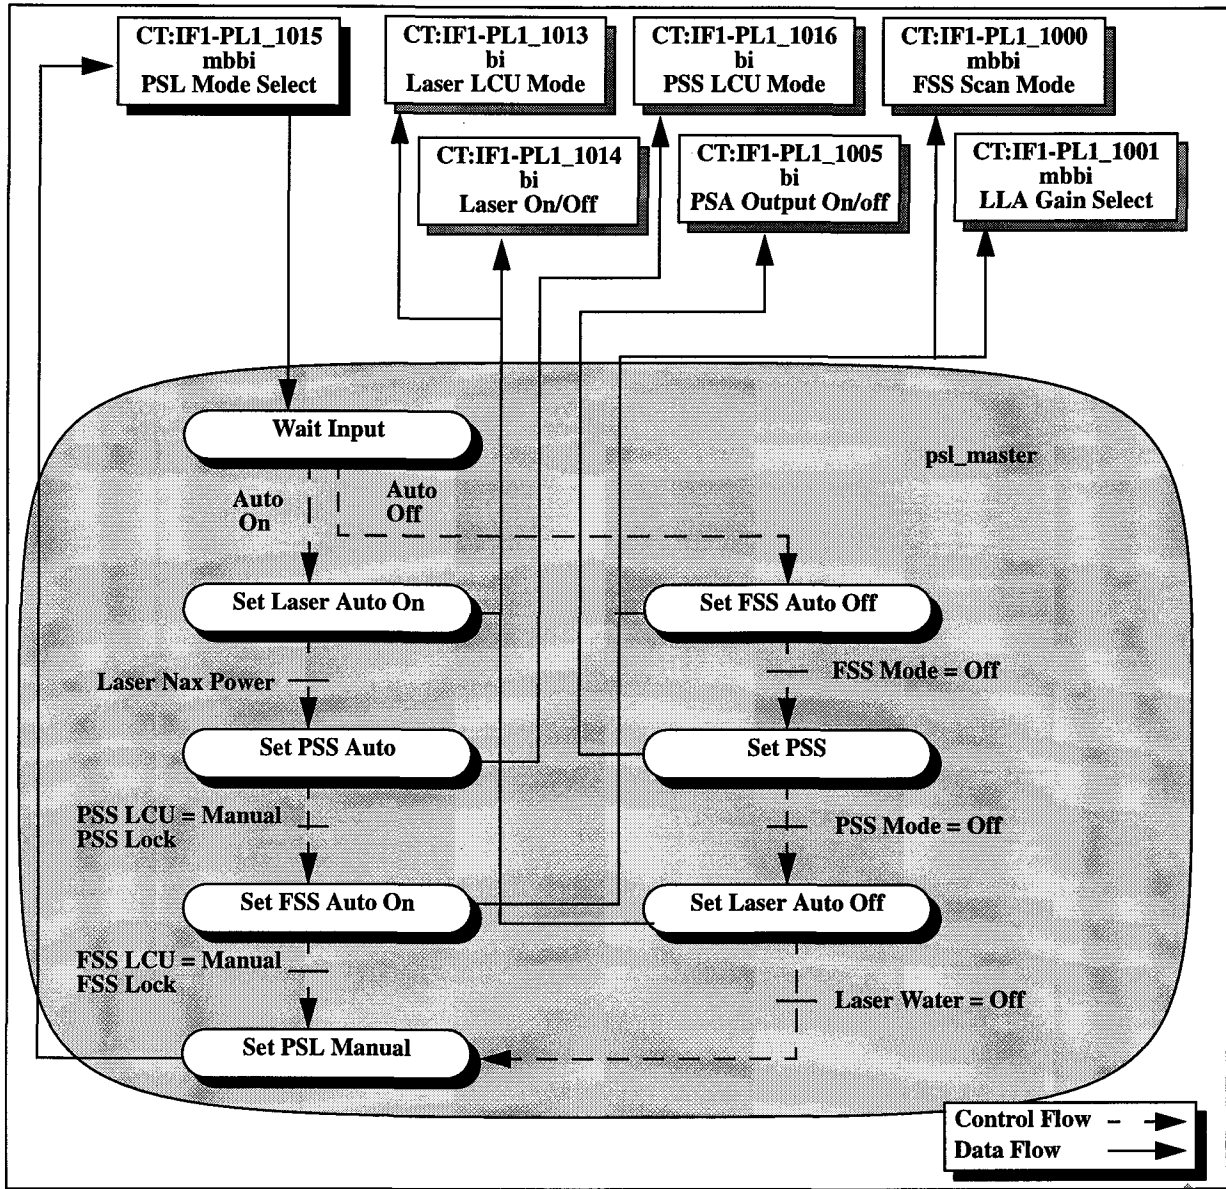 CT:IF1-PL1_1015
mbbi
PSL Mode Select
CT:IF1-PL1_1013
bi
Laser LCU Mode
CT:IF1-PL1_1016
bi
PSS LCU Mode
CT:IF1-PL1_1000
mbbi
FSS Scan Mode
CT:IF1-PL1_1014
bi
Laser On/Off
CT:IF1-PL1_1005
bi
PSA Output On/off
CT:IF1-PL1_1001
mbbi
LLA Gain Select
Wait Input
psl_master
Auto
On
Auto
Off
Set Laser Auto On
Set FSS Auto Off
Laser Nax Power
FSS Mode = Off
Set PSS Auto
Set PSS
PSS LCU = Manual
PSS Lock
PSS Mode = Off
Set FSS Auto On
Set Laser Auto Off
FSS LCU = Manual
FSS Lock
Laser Water = Off
Set PSL Manual
Control Flow
Data Flow